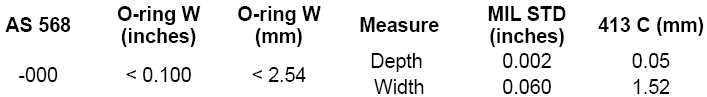 AS 568 O-ring W (inches) O-ring W (mm) Measure MIL STD (inches) 413 C (mm)
-000 < 0.100 < 2.54 Depth 0.002 0.05
Width 0.060 1.52